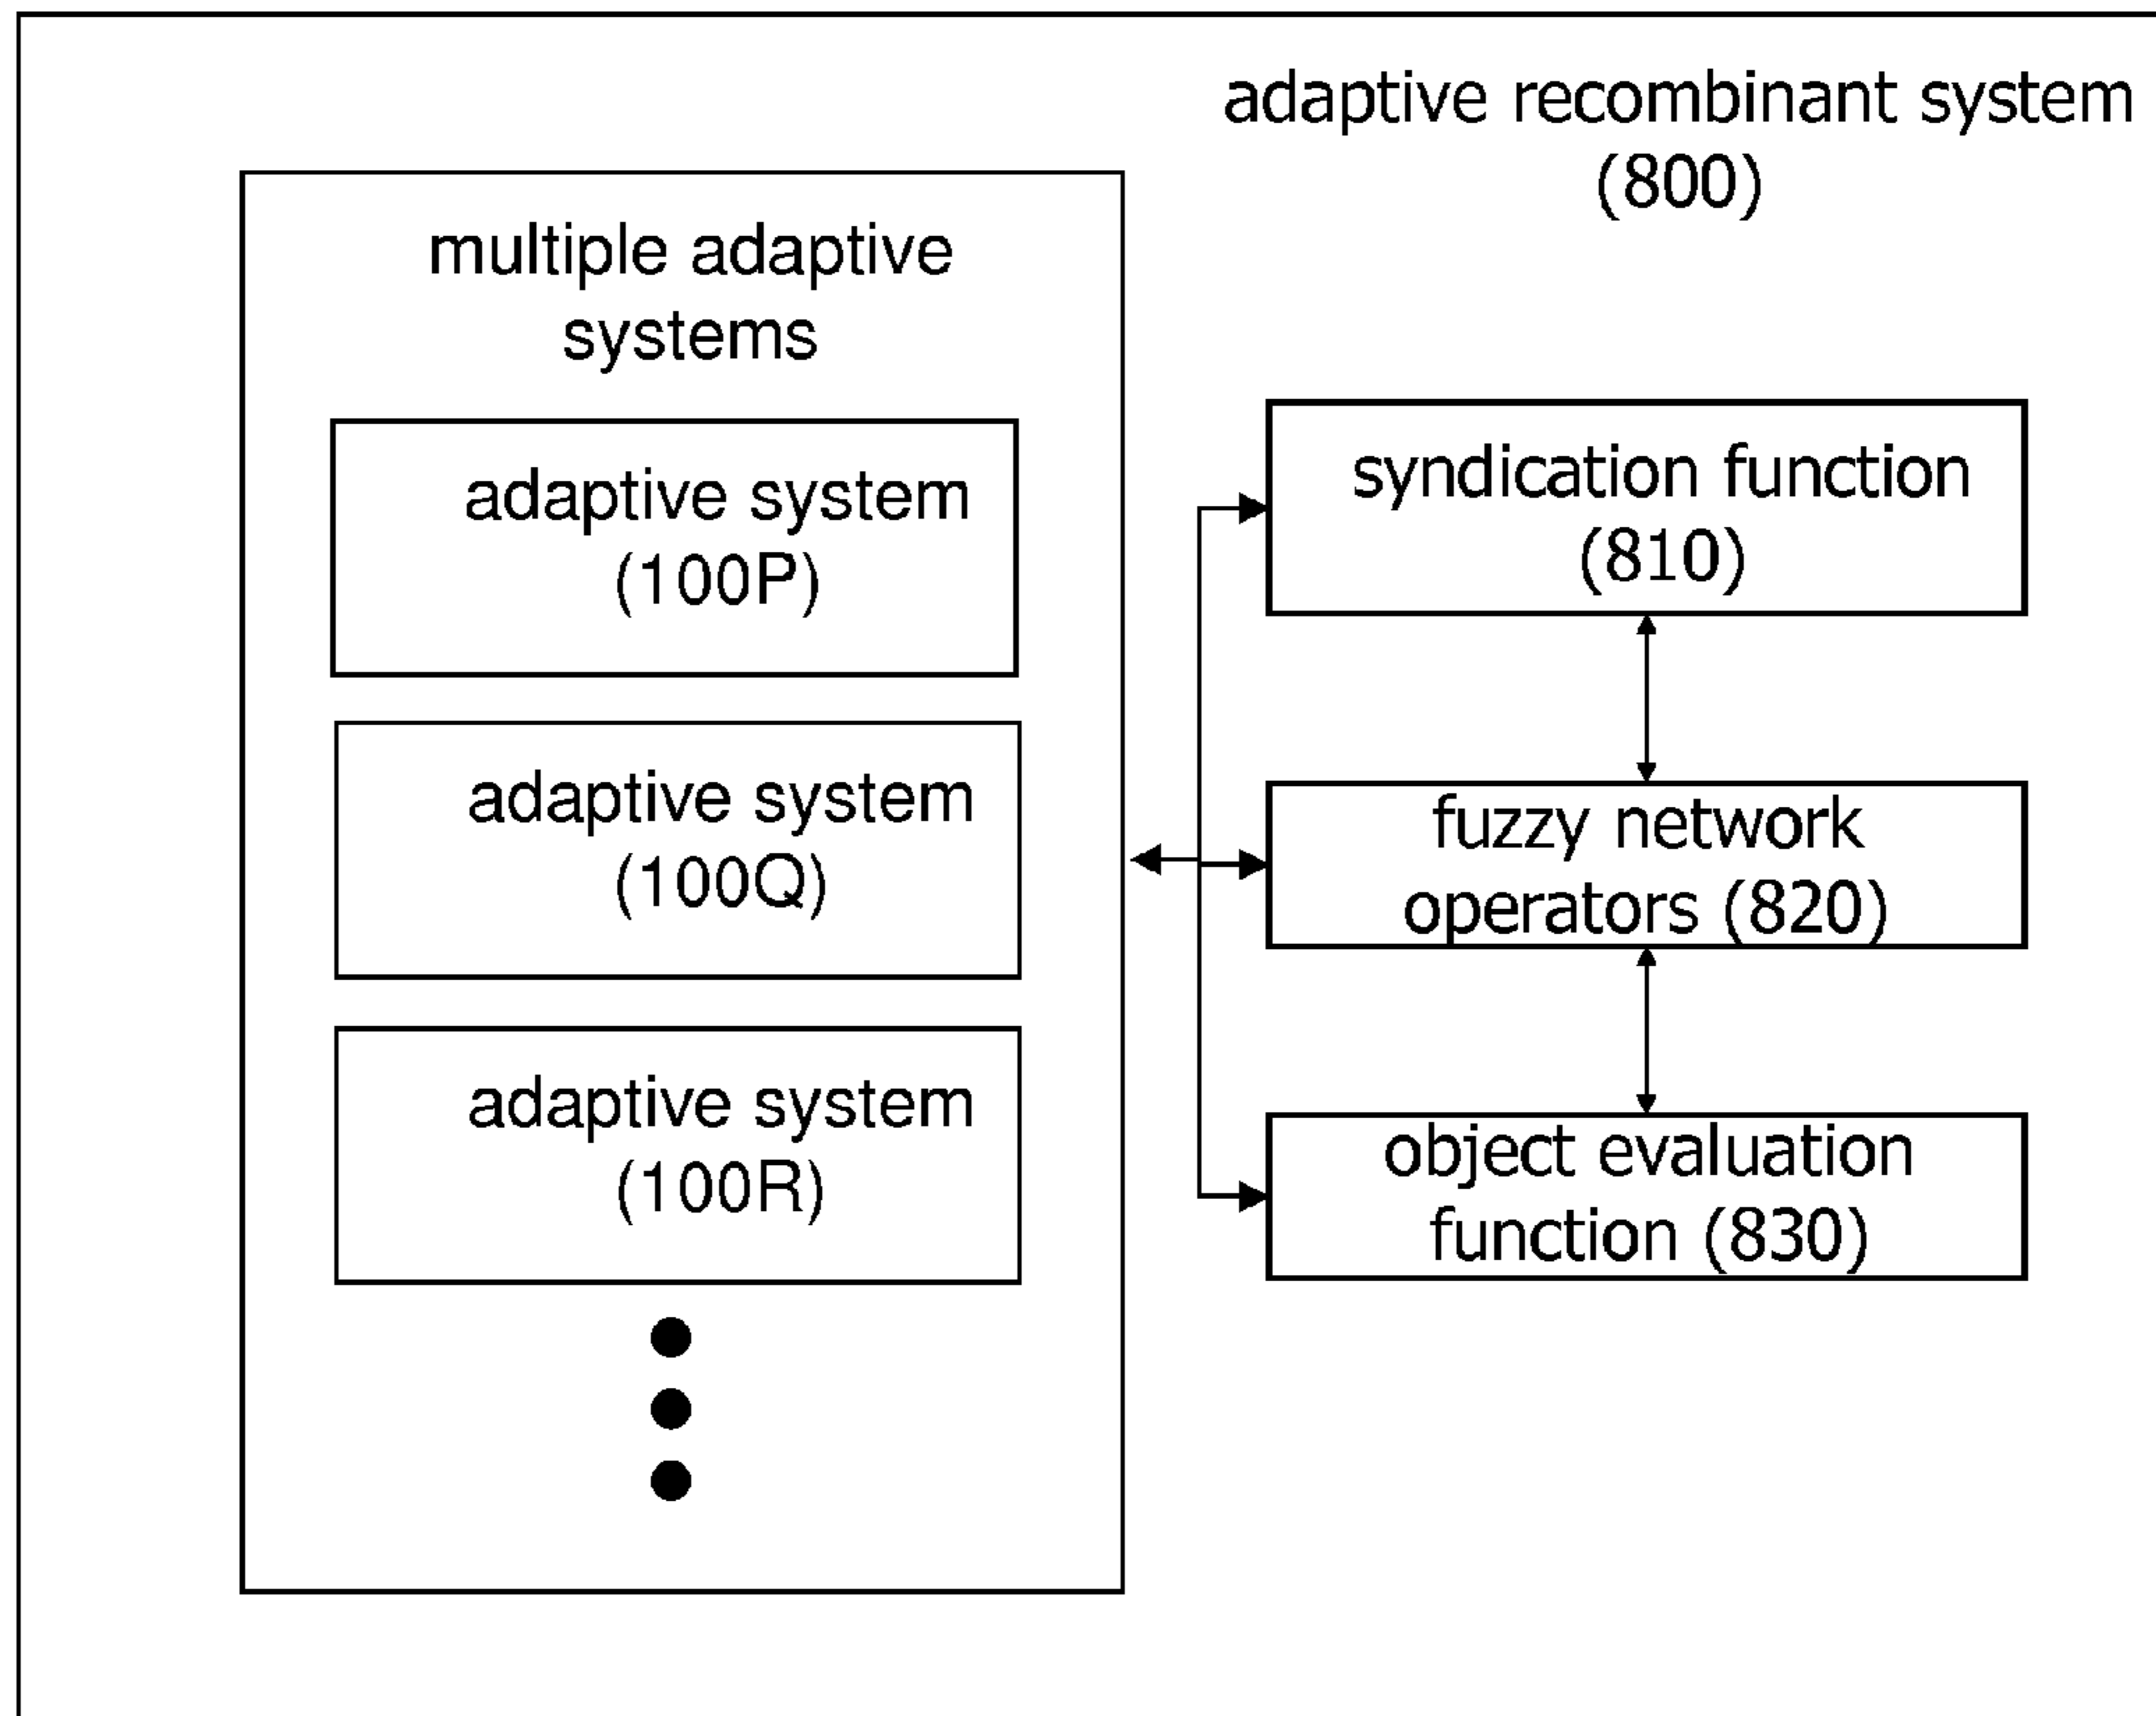 adaptive recombinant system
(800)
multiple adaptive
systems
adaptive system
(100P)
adaptive system
(100Q)
adaptive system
(100R)
syndication function
(810)
fuzzy network
operators (820)
object evaluation
function (830)